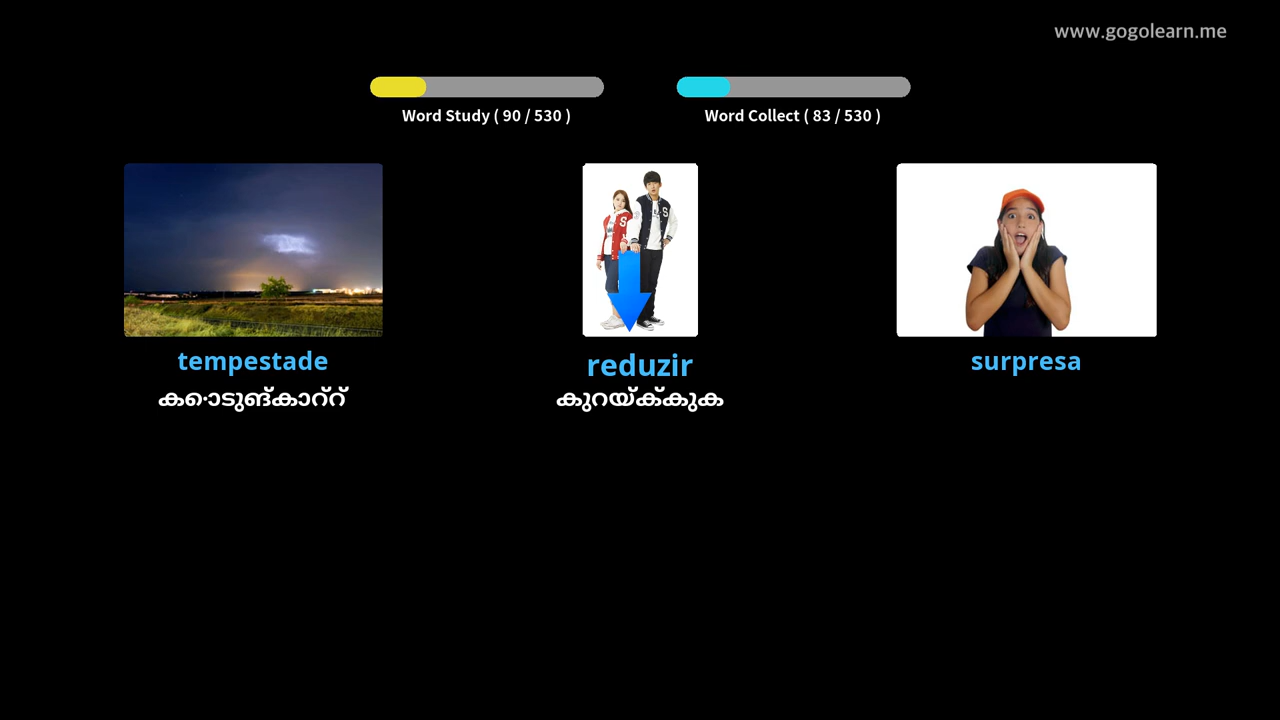 www.gogolearn.me
Word Study ( 90 / 530 )
Word Collect ( 83 / 530 )
S
S
tempestade
reduzir
surpresa
കൊടുങ്കാറ്റ്
കുറയ്ക്കുക